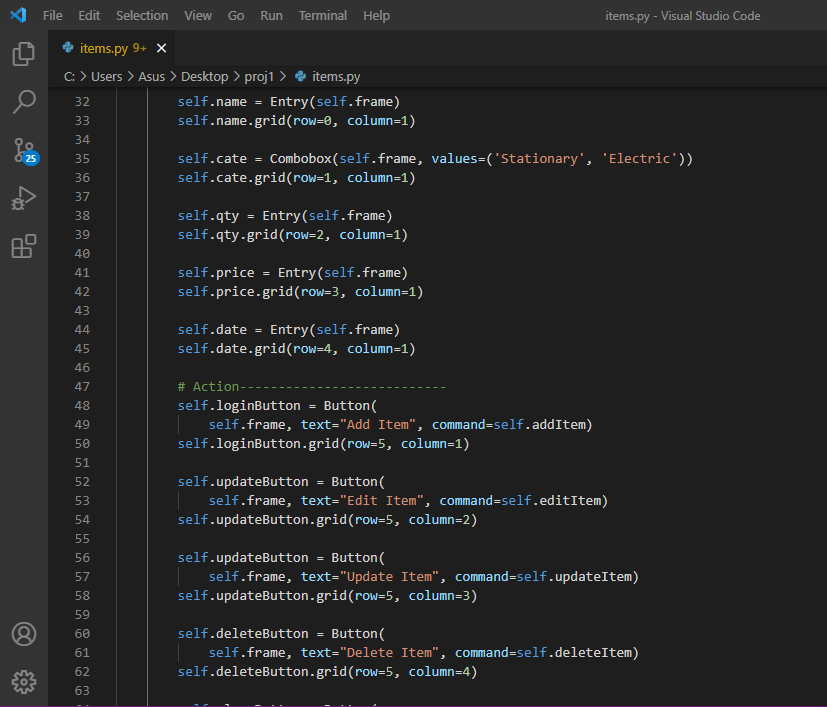 File Edit Selection View Go Run Terminal Help items.py - Visual Studio Code
items.py 9+
C: > Users > Asus > Desktop > proj1 > items.py
32 self.name = Entry(self.frame)
33 self.name.grid(row=0, column=1)
34
35 self.cate = Combobox(self.frame, values=('Stationary', 'Electric'))
36 self.cate.grid(row=1, column=1)
37
38 self.qty = Entry(self.frame)
39 self.qty.grid(row=2, column=1)
40
41 self.price = Entry(self.frame)
42 self.price.grid(row=3, column=1)
43
44 self.date = Entry(self.frame)
45 self.date.grid(row=4, column=1)
46
47 # Action---------------------------
48 self.loginButton = Button(
49 self.frame, text="Add Item", command=self.addItem)
50 self.loginButton.grid(row=5, column=1)
51
52 self.updateButton = Button(
53 self.frame, text="Edit Item", command=self.editItem)
54 self.updateButton.grid(row=5, column=2)
55
56 self.updateButton = Button(
57 self.frame, text="Update Item", command=self.updateItem)
58 self.updateButton.grid(row=5, column=3)
59
60 self.deleteButton = Button(
61 self.frame, text="Delete Item", command=self.deleteItem)
62 self.deleteButton.grid(row=5, column=4)
63
25